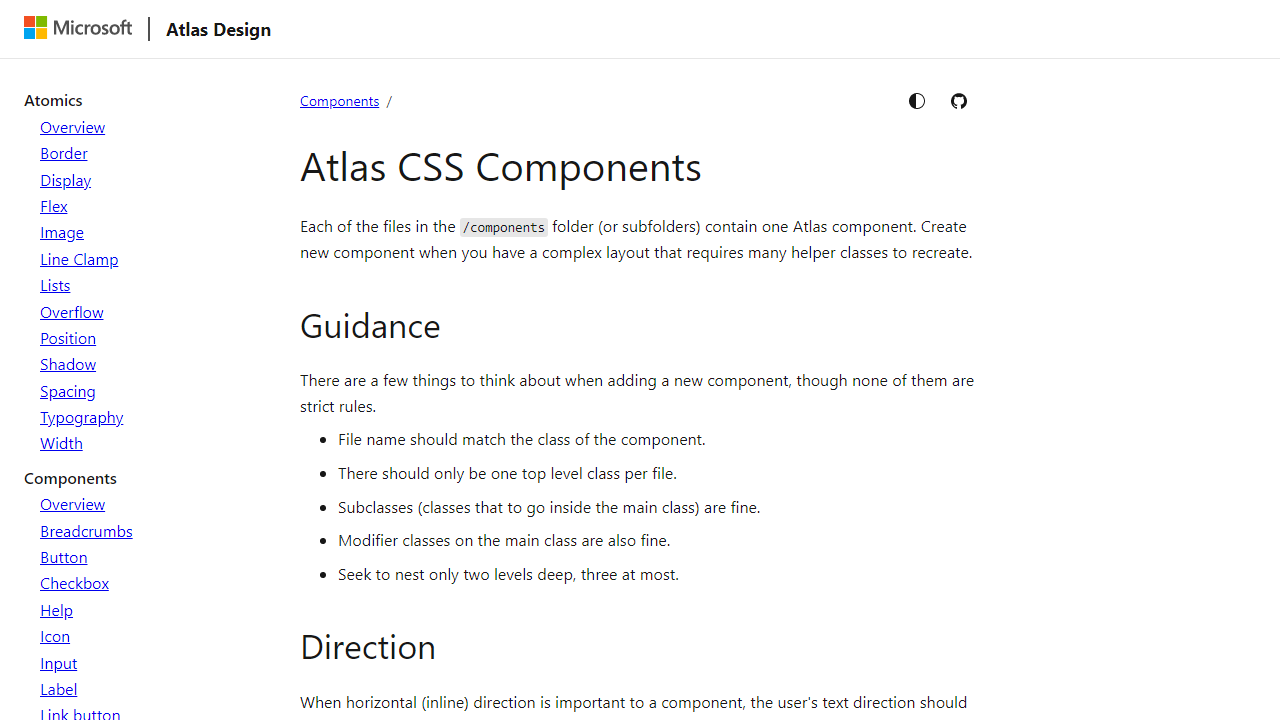 Microsoft
Atlas Design
Atomics
Overview
Border
Display
Flex
Image
Line Clamp
Lists
Overflow
Position
Shadow
Spacing
Typography
Width
Components
Overview
Breadcrumbs
Button
Checkbox
Help
Icon
Input
Label
Link button
Components /
Atlas CSS Components
Each of the files in the /components folder (or subfolders) contain one Atlas component. Create
new component when you have a complex layout that requires many helper classes to recreate.
Guidance
There are a few things to think about when adding a new component, though none of them are
strict rules.
File name should match the class of the component.
There should only be one top level class per file.
Subclasses (classes that to go inside the main class) are fine.
Modifier classes on the main class are also fine.
Seek to nest only two levels deep, three at most.
Direction
When horizontal (inline) direction is important to a component, the user's text direction should